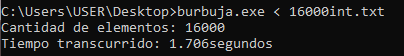 C:\Users\USER\Desktop>burbuja.exe < 16000int.txt
Cantidad de elementos: 16000
Tiempo transcurrido: 1.706segundos